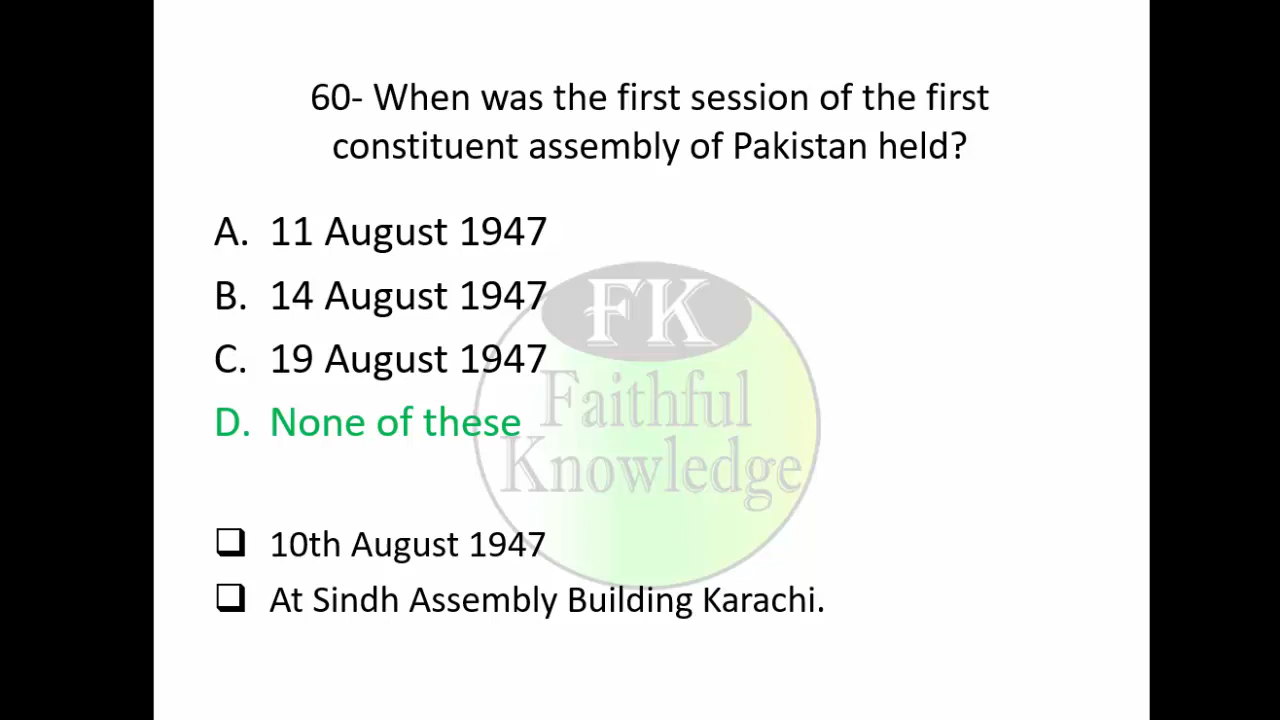 60- When was the first session of the first
constituent assembly of Pakistan held?
A. 11 August 1947
B. 14 August 1947
C. 19 August 1947
D. None of these
FK
Faithful
Knowledge
10th August 1947
At Sindh Assembly Building Karachi.